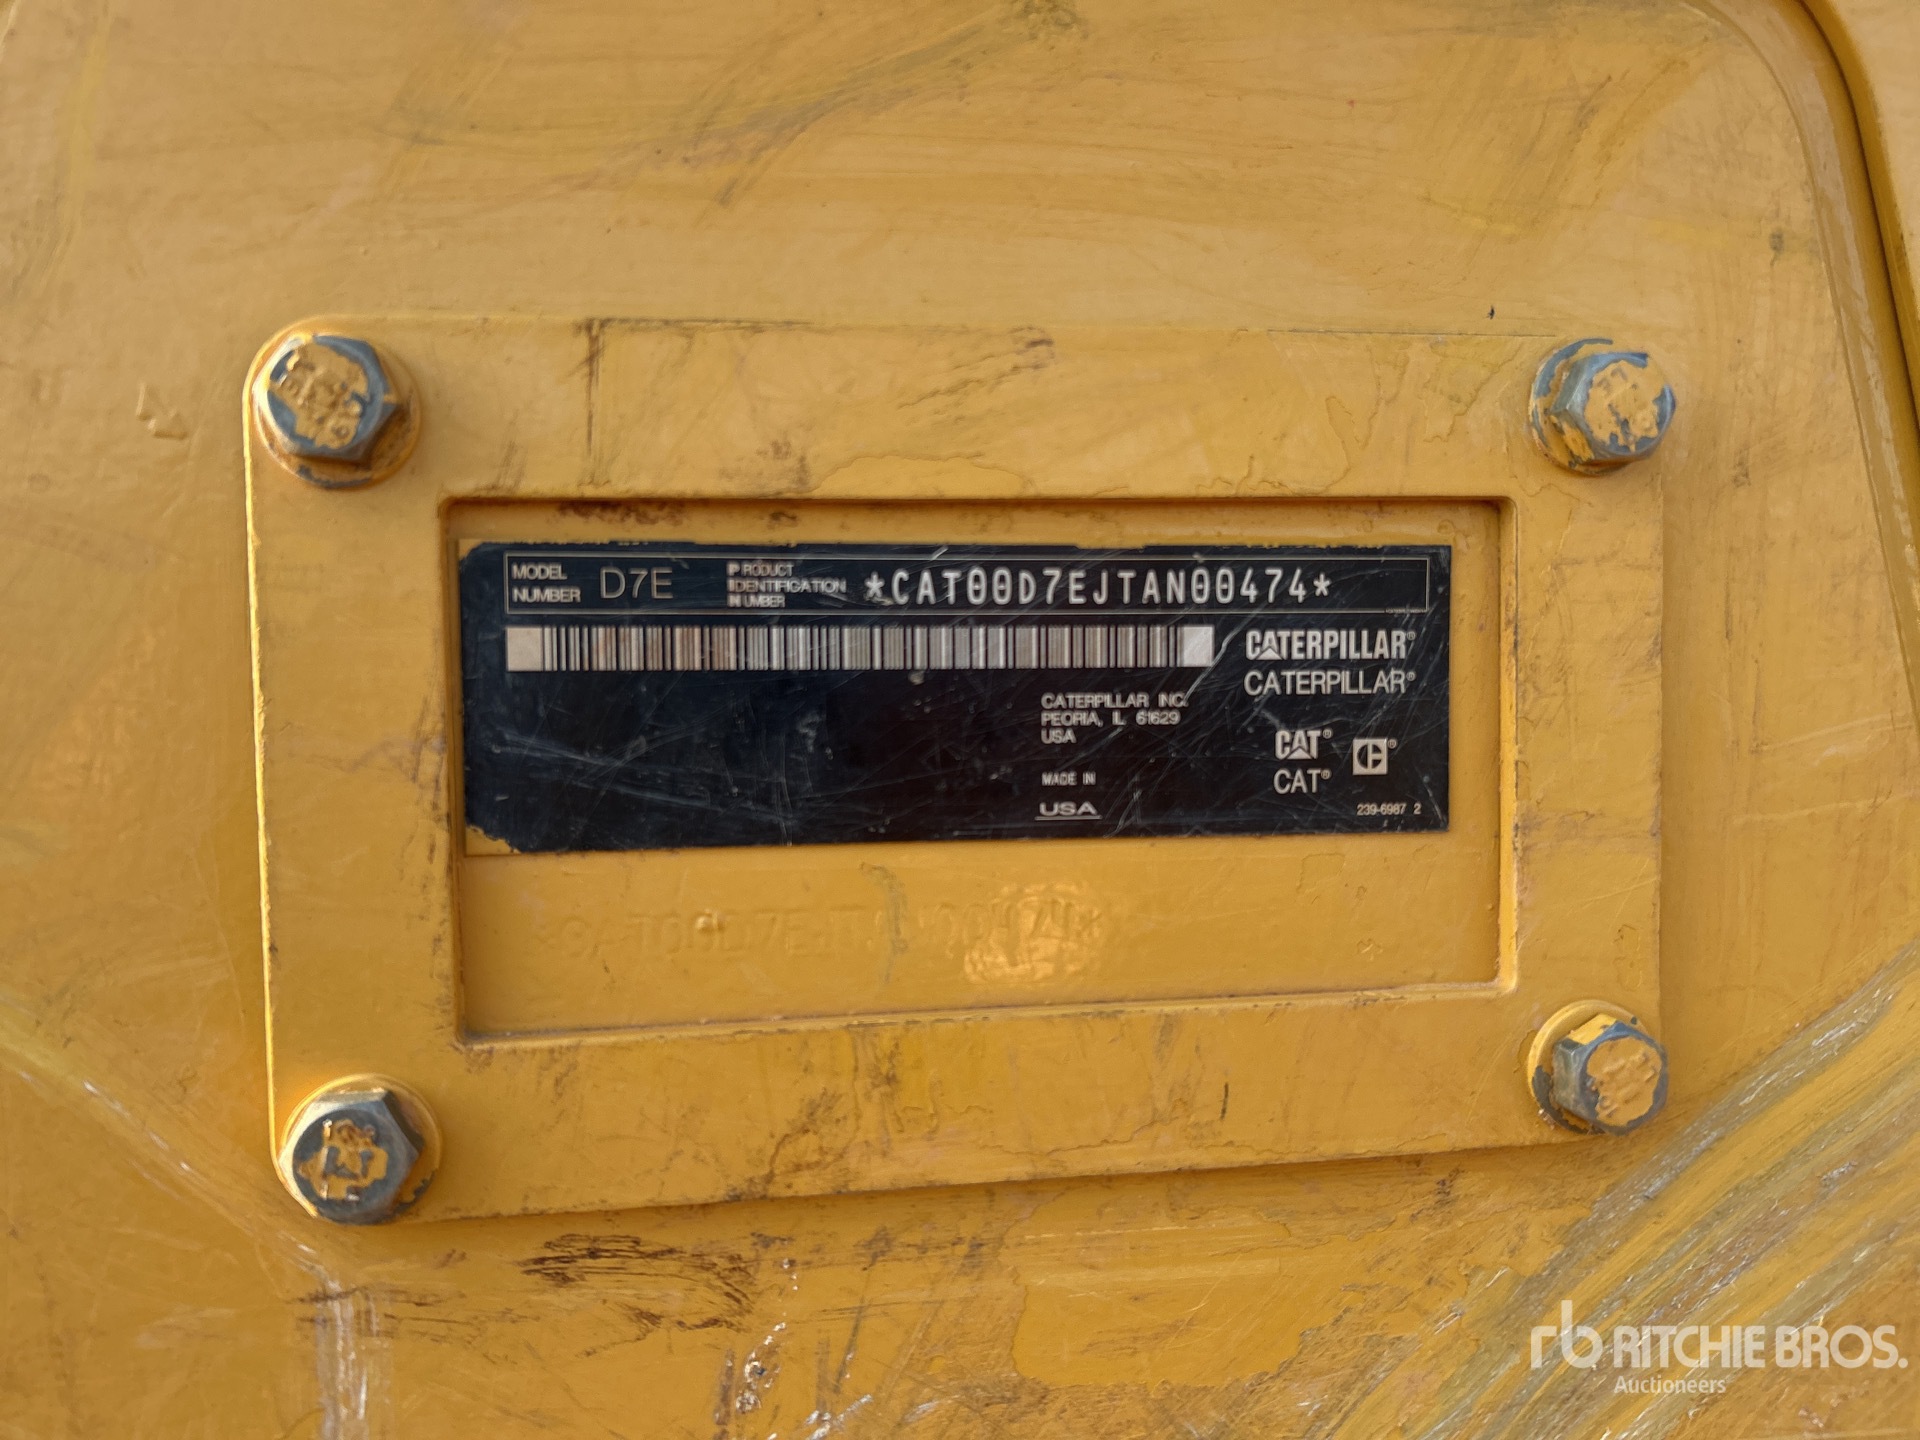 MODEL NUMBER D7E PRODUCT IDENTIFICATION NUMBER *CAT00D7EJTAN00474*
CATERPILLAR®
CATERPILLAR®
CATERPILLAR INC.
PEORIA, IL 61629
USA
CAT®
CAT®
MADE IN
USA
239-6987 2
rb RITCHIE BROS.
Auctioneers